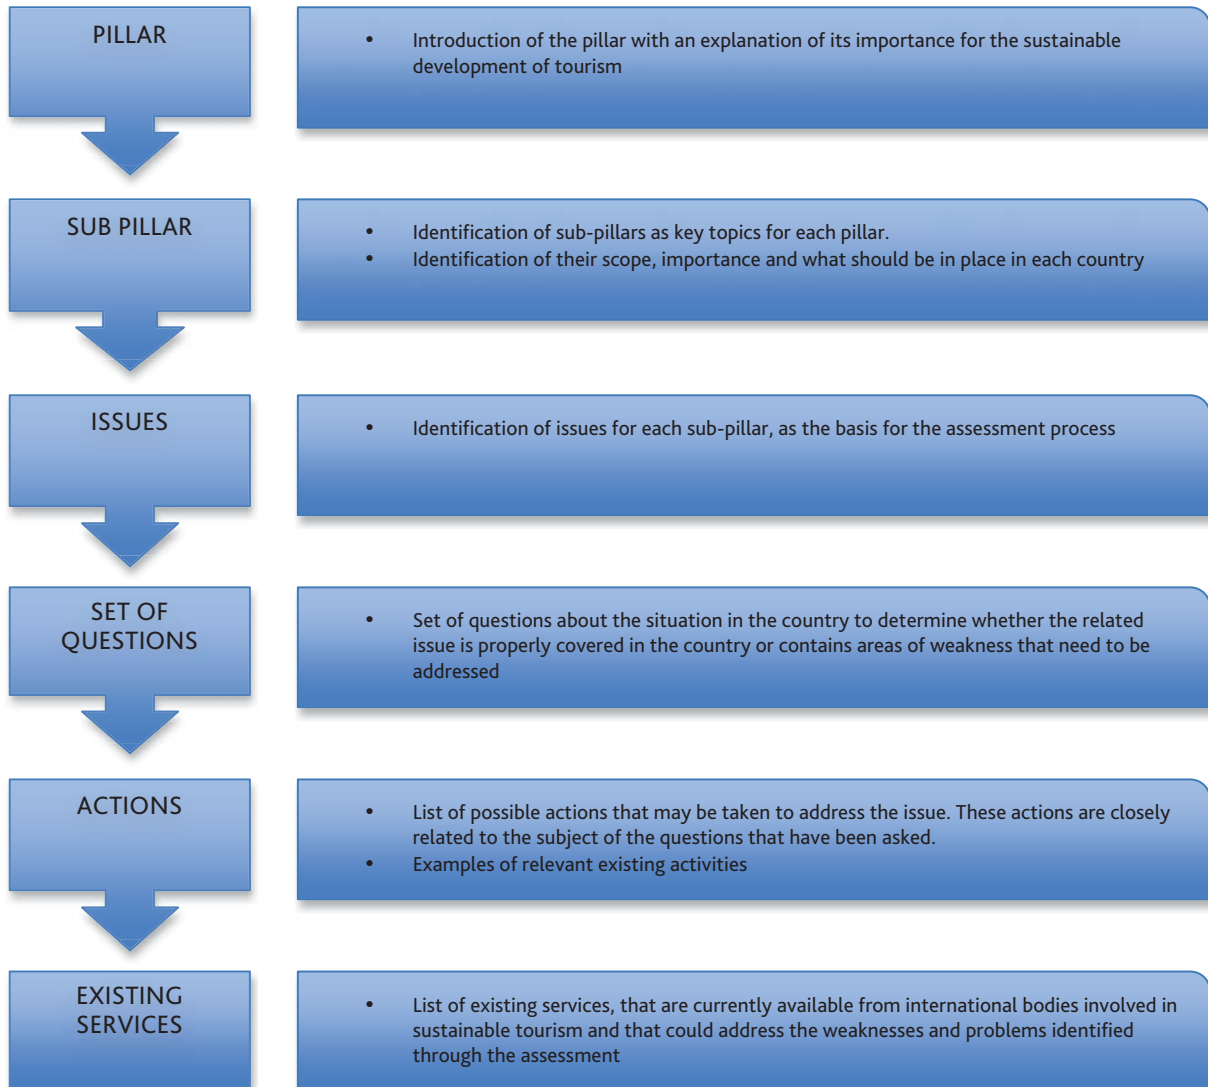 PILLAR
• Introduction of the pillar with an explanation of its importance for the sustainable
development of tourism
SUB PILLAR
• Identification of sub-pillars as key topics for each pillar.
• Identification of their scope, importance and what should be in place in each country
ISSUES
• Identification of issues for each sub-pillar, as the basis for the assessment process
SET OF
QUESTIONS
• Set of questions about the situation in the country to determine whether the related
issue is properly covered in the country or contains areas of weakness that need to be
addressed
ACTIONS
• List of possible actions that may be taken to address the issue. These actions are closely
related to the subject of the questions that have been asked.
• Examples of relevant existing activities
EXISTING
SERVICES
• List of existing services, that are currently available from international bodies involved in
sustainable tourism and that could address the weaknesses and problems identified
through the assessment